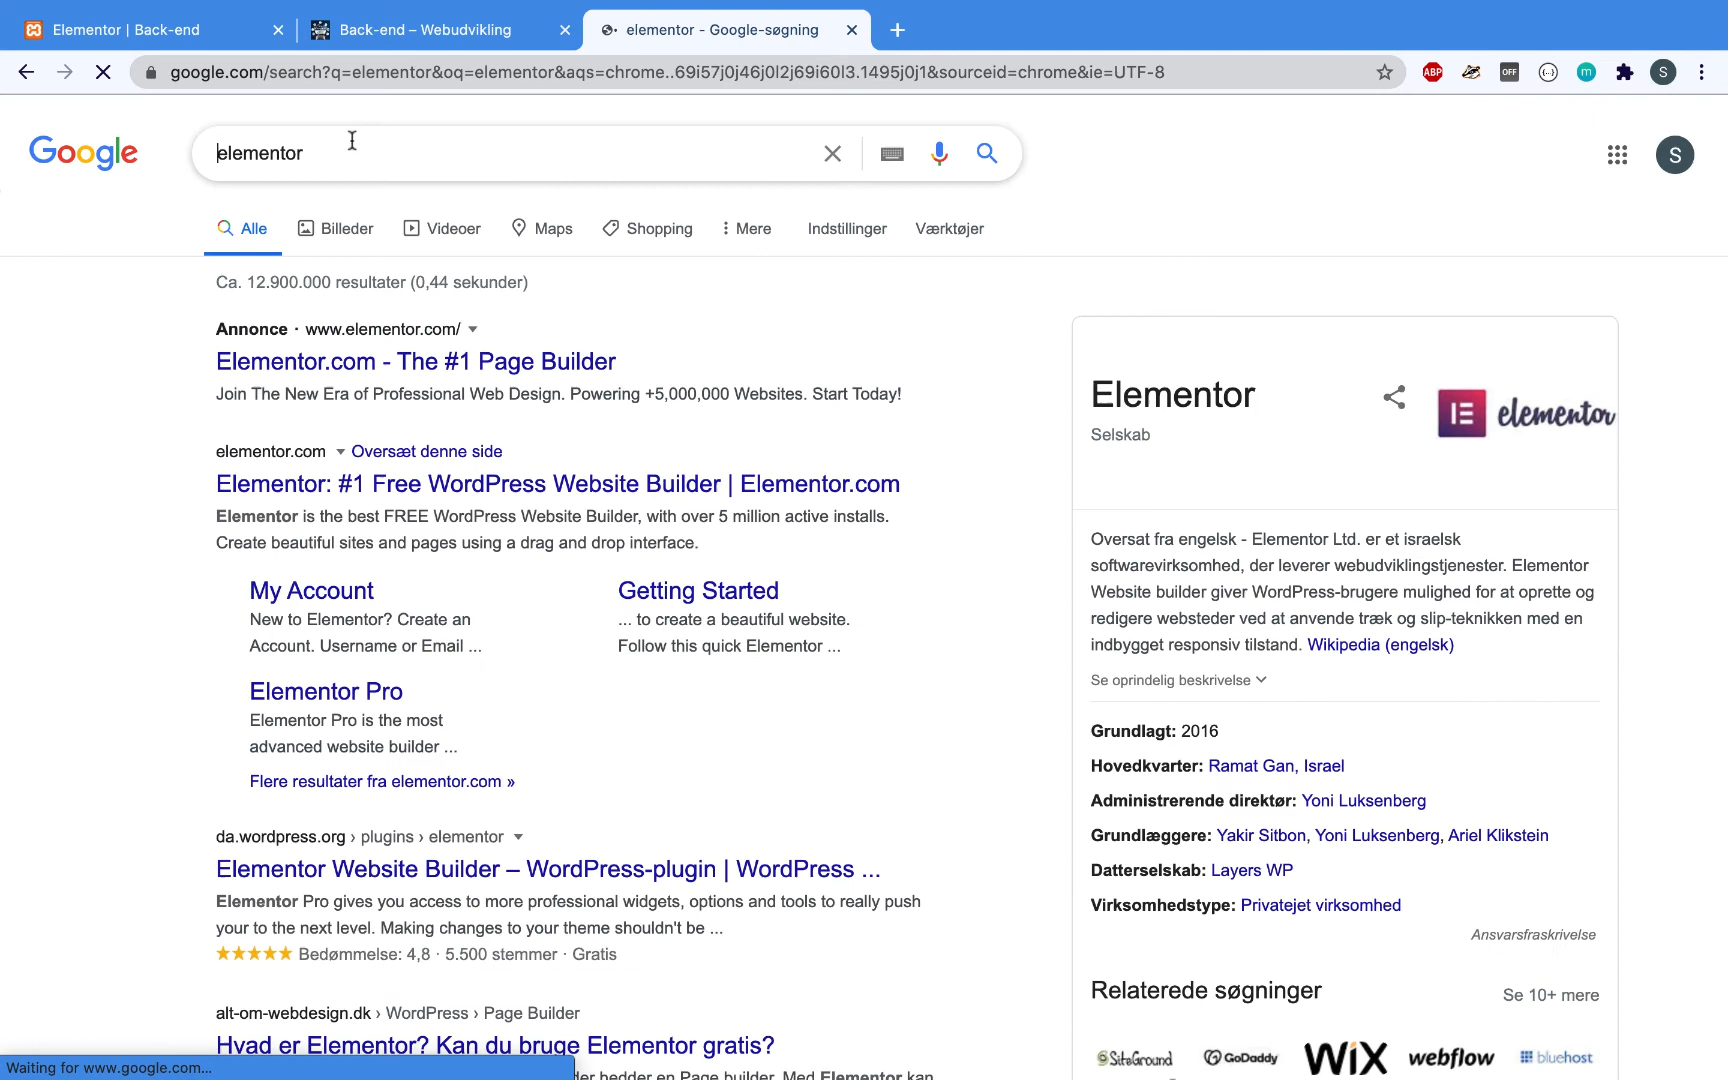 Elementor | Back-end
Back-end – Webudvikling
elementor - Google-søgning
google.com/search?q=elementor&oq=elementor&aqs=chrome..69i57j0j46j0l2j69i60l3.1495j0j1&sourceid=chrome&ie=UTF-8
ABP
OFF
m
S
Google
elementor
S
Alle
Billeder
Videoer
Maps
Shopping
Mere
Indstillinger
Værktøjer
Ca. 12.900.000 resultater (0,44 sekunder)
Annonce · www.elementor.com/
Elementor.com - The #1 Page Builder
Join The New Era of Professional Web Design. Powering +5,000,000 Websites. Start Today!
elementor.com Oversæt denne side
Elementor: #1 Free WordPress Website Builder | Elementor.com
Elementor is the best FREE WordPress Website Builder, with over 5 million active installs.
Create beautiful sites and pages using a drag and drop interface.
My Account
New to Elementor? Create an
Account. Username or Email ...
Getting Started
... to create a beautiful website.
Follow this quick Elementor ...
Elementor Pro
Elementor Pro is the most
advanced website builder ...
Flere resultater fra elementor.com »
da.wordpress.org › plugins › elementor
Elementor Website Builder – WordPress-plugin | WordPress ...
Elementor Pro gives you access to more professional widgets, options and tools to really push
your to the next level. Making changes to your theme shouldn't be ...
Bedømmelse: 4,8 · 5.500 stemmer · Gratis
alt-om-webdesign.dk › WordPress › Page Builder
Hvad er Elementor? Kan du bruge Elementor gratis?
der hedder en Page builder. Med Elementor kan
Waiting for www.google.com...
Elementor
Selskab
elementor
Oversat fra engelsk - Elementor Ltd. er et israelsk
softwarevirksomhed, der leverer webudviklingstjenester. Elementor
Website builder giver WordPress-brugere mulighed for at oprette og
redigere websteder ved at anvende træk og slip-teknikken med en
indbygget responsiv tilstand. Wikipedia (engelsk)
Se oprindelig beskrivelse
Grundlagt: 2016
Hovedkvarter: Ramat Gan, Israel
Administrerende direktør: Yoni Luksenberg
Grundlæggere: Yakir Sitbon, Yoni Luksenberg, Ariel Klikstein
Datterselskab: Layers WP
Virksomhedstype: Privatejet virksomhed
Ansvarsfraskrivelse
Relaterede søgninger
Se 10+ mere
SiteGround
GoDaddy
WiX
webflow
bluehost